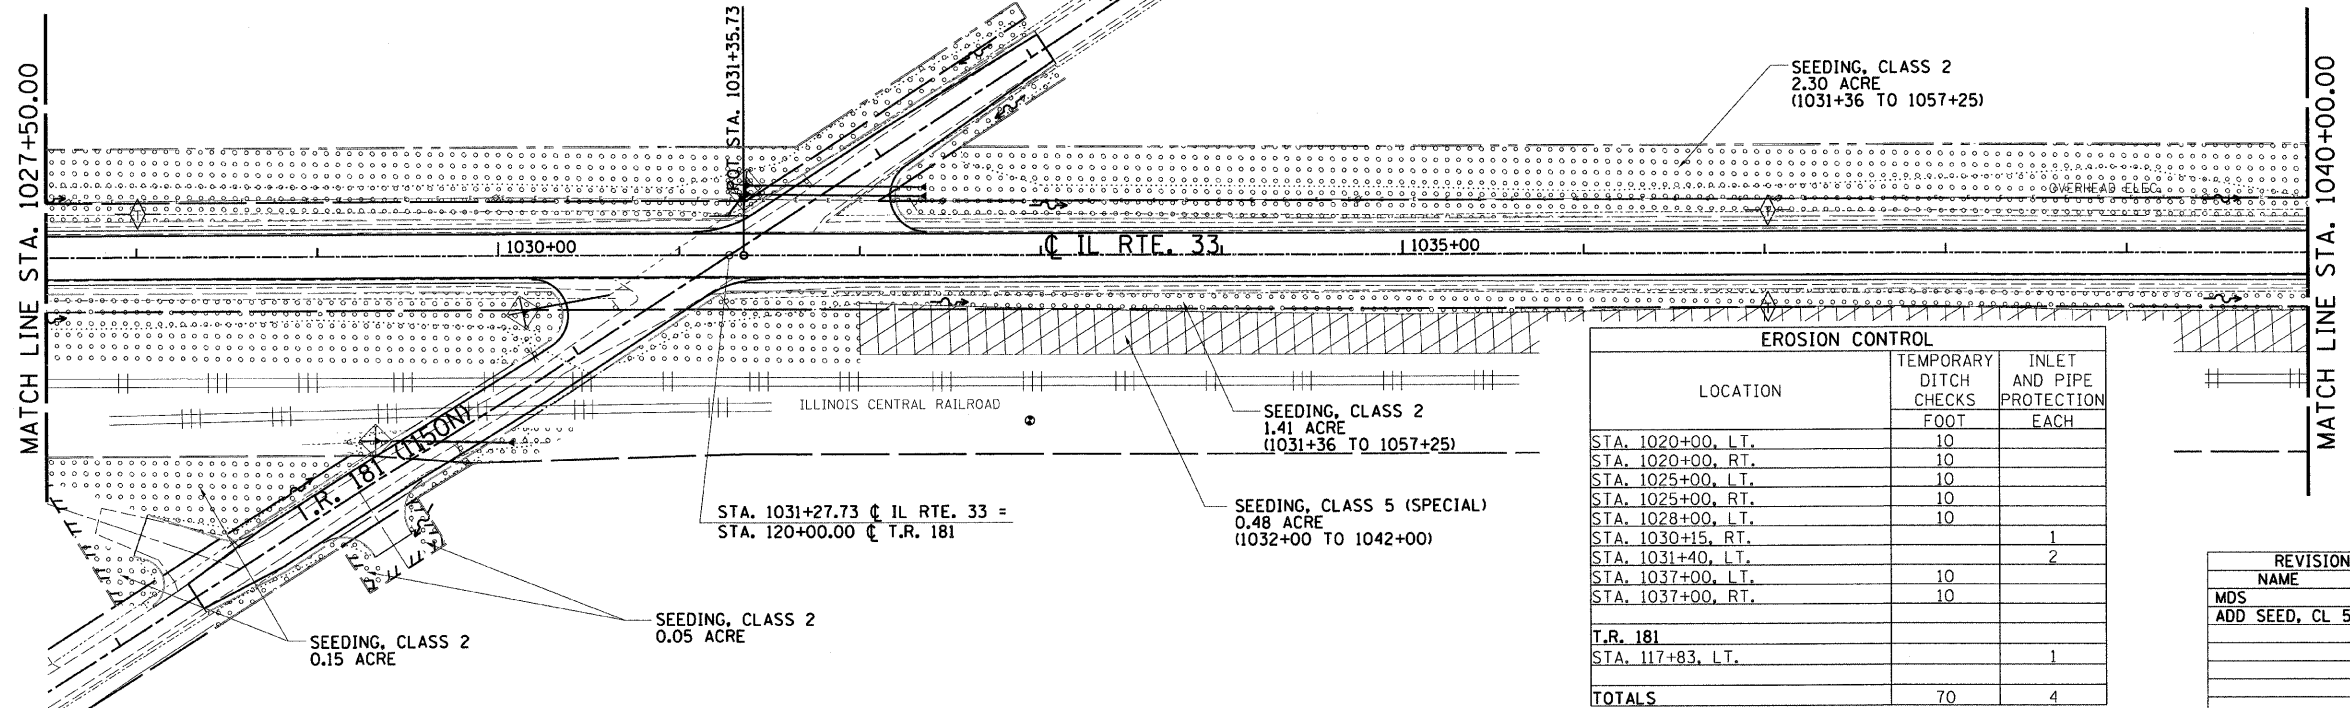 MATCH LINE STA. 1027+50.00
POT STA. 1031+35.73
SEEDING, CLASS 2
2.30 ACRE
(1031+36 TO 1057+25)
MATCH LINE STA. 1040+00.00
OVERHEAD ELEC.
1030+00
℄ IL RTE. 33
1035+00
ILLINOIS CENTRAL RAILROAD
T.R. 181 (1150N)
SEEDING, CLASS 2
1.41 ACRE
(1031+36 TO 1057+25)
STA. 1031+27.73 ℄ IL RTE. 33 =
STA. 120+00.00 ℄ T.R. 181
SEEDING, CLASS 5 (SPECIAL)
0.48 ACRE
(1032+00 TO 1042+00)
SEEDING, CLASS 2
0.05 ACRE
SEEDING, CLASS 2
0.15 ACRE
EROSION CONTROL
LOCATION TEMPORARY DITCH CHECKS INLET AND PIPE PROTECTION
FOOT EACH
STA. 1020+00, LT. 10
STA. 1020+00, RT. 10
STA. 1025+00, LT. 10
STA. 1025+00, RT. 10
STA. 1028+00, LT. 10
STA. 1030+15, RT. 1
STA. 1031+40, LT. 2
STA. 1037+00, LT. 10
STA. 1037+00, RT. 10
T.R. 181
STA. 117+83, LT. 1
TOTALS 70 4
REVISION
NAME
MDS
ADD SEED, CL 5